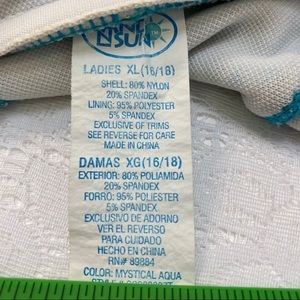 LADIES XL(16/18)
SHELL: 80% NYLON
20% SPANDEX
LINING: 95% POLYESTER
5% SPANDEX
EXCLUSIVE OF TRIMS
SEE REVERSE FOR CARE
MADE IN CHINA
DAMAS XG(16/18)
EXTERIOR: 80% POLIAMIDA
20% SPANDEX
FORRO: 95% POLYESTER
5% SPANDEX
EXCLUSIVO DE ADORNO
VER EL REVERSO
PARA CUIDADO
HECHO EN CHINA
RN# 89884
COLOR: MYSTICAL AQUA